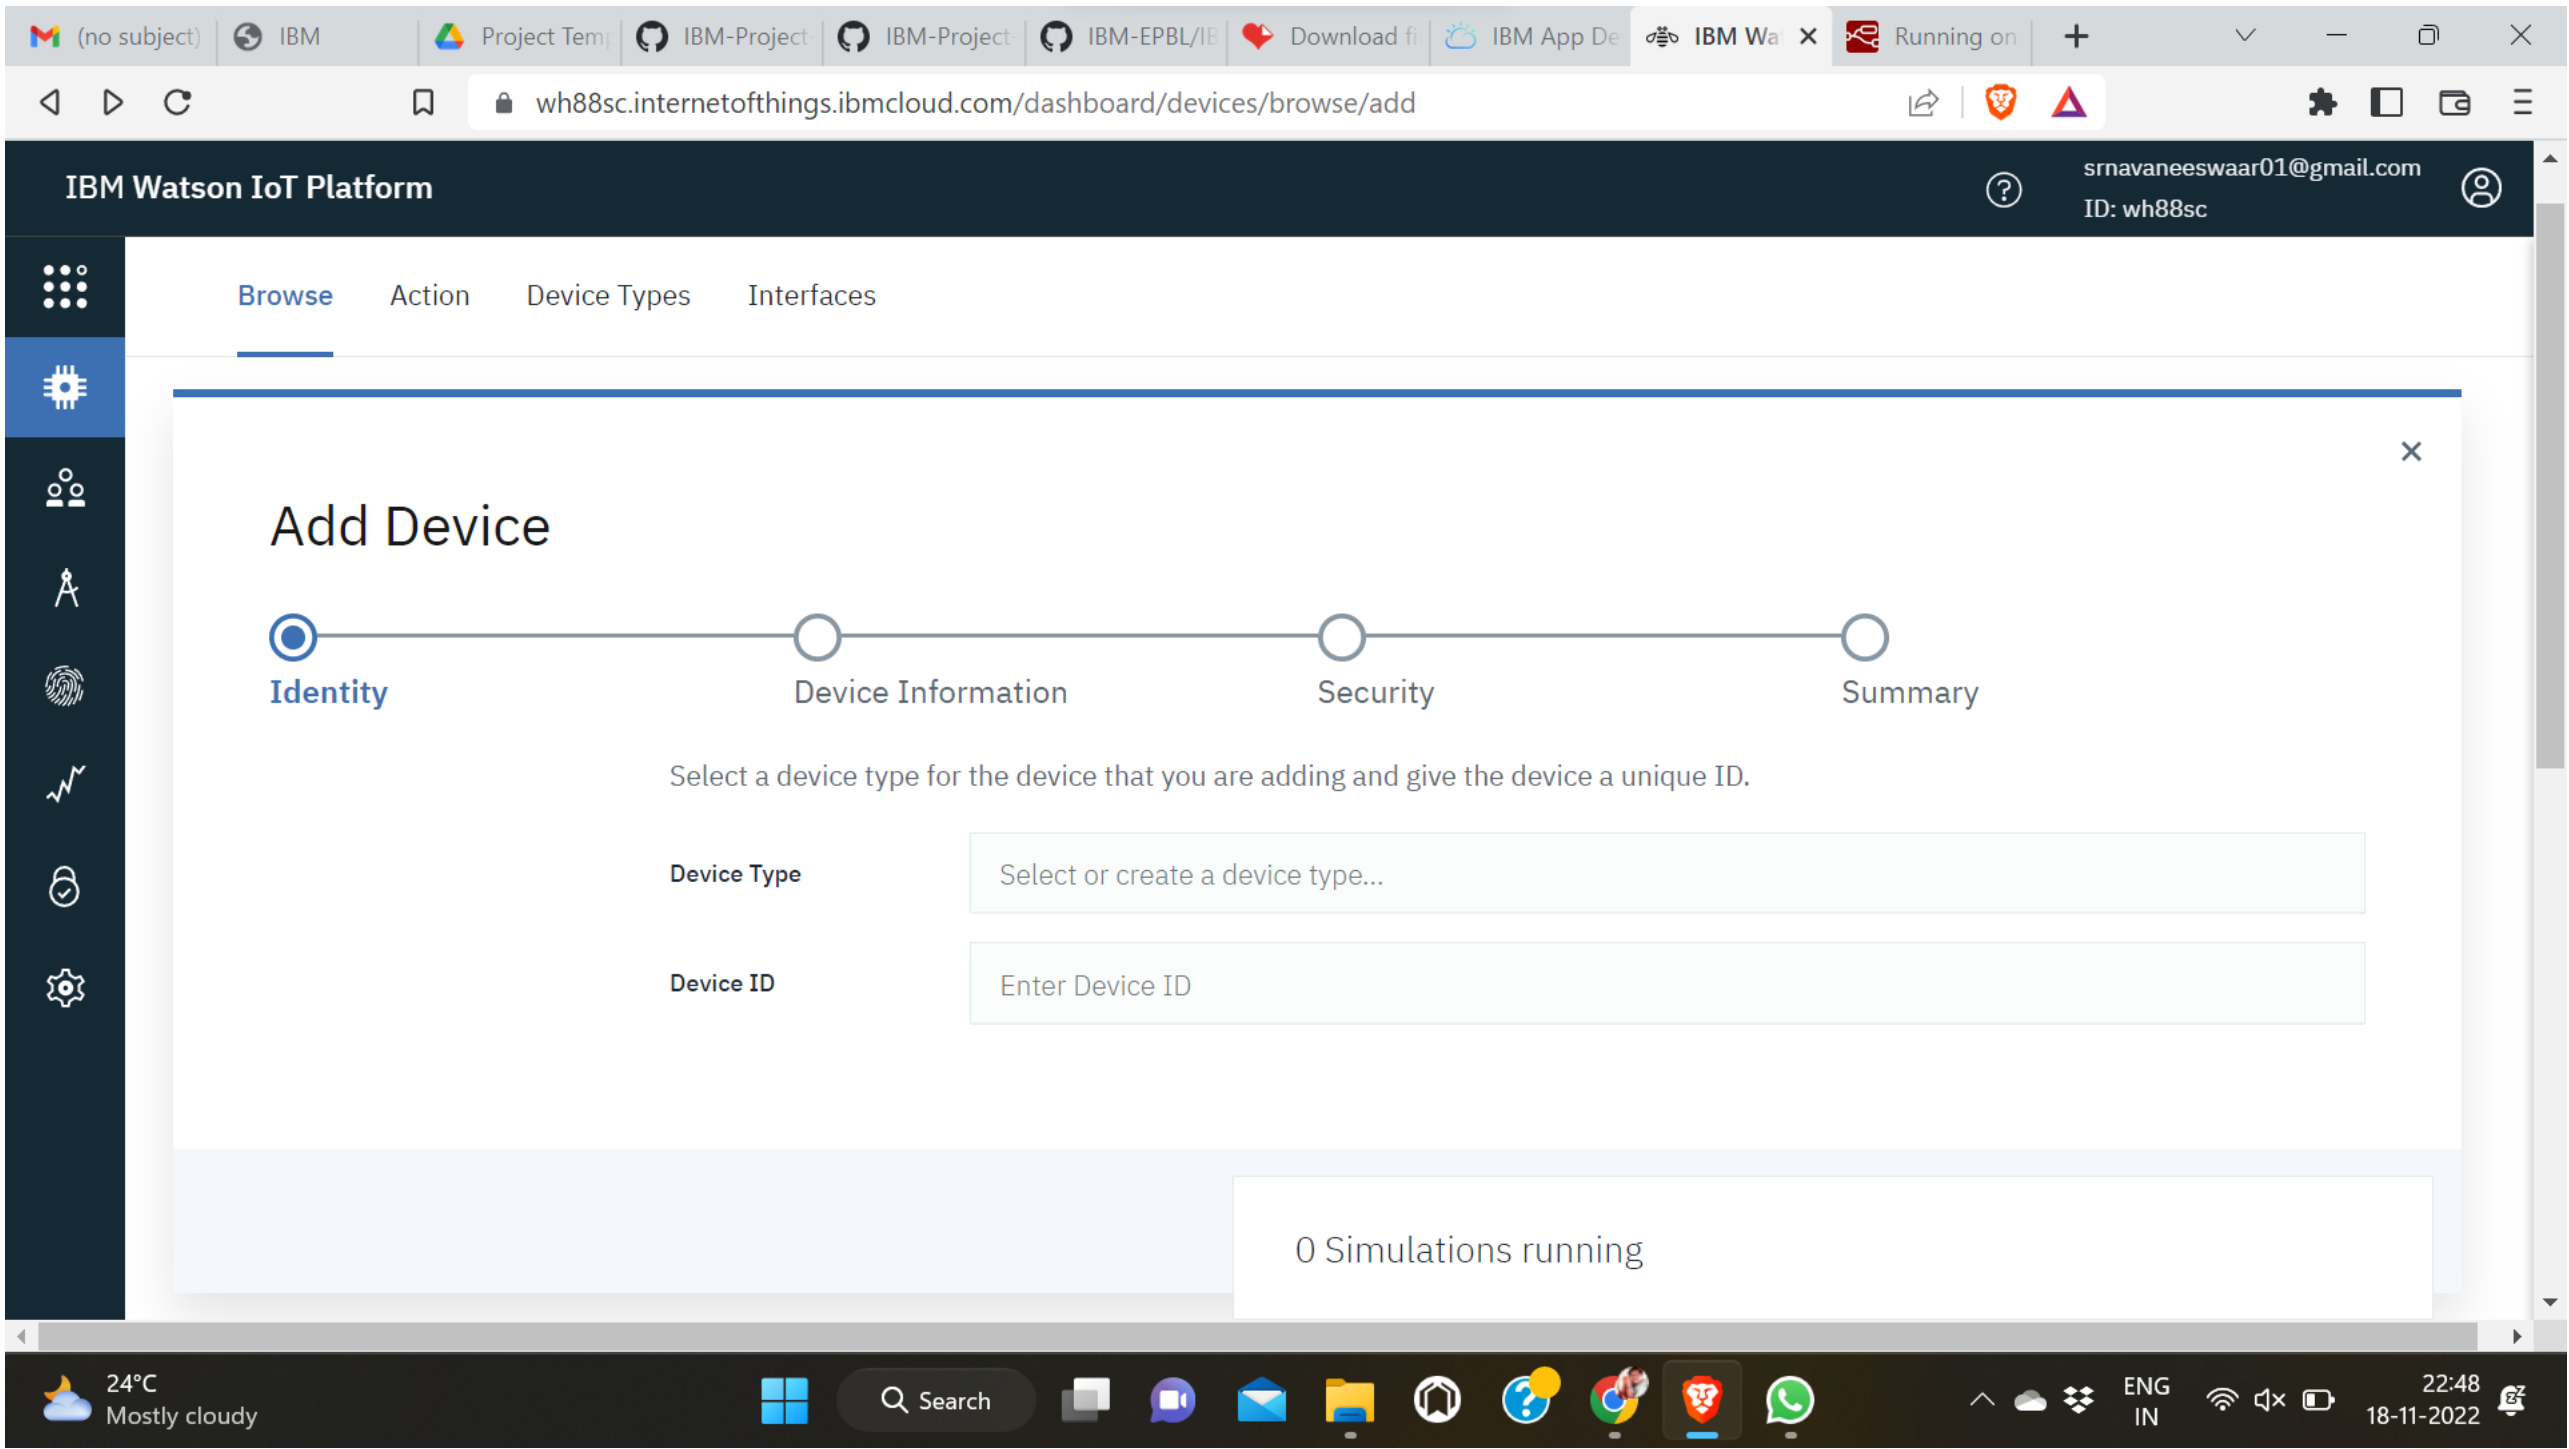 (no subject)
IBM
Project Temp
IBM-Project-
IBM-Project-
IBM-EPBL/IB
Download fi
IBM App De
IBM Wa
Running on
wh88sc.internetofthings.ibmcloud.com/dashboard/devices/browse/add
IBM Watson IoT Platform
srnavaneeswaar01@gmail.com
ID: wh88sc
Browse Action Device Types Interfaces
Add Device
Identity Device Information Security Summary
Select a device type for the device that you are adding and give the device a unique ID.
Device Type Select or create a device type...
Device ID Enter Device ID
0 Simulations running
24°C
Mostly cloudy
Search
ENG
IN
22:48
18-11-2022